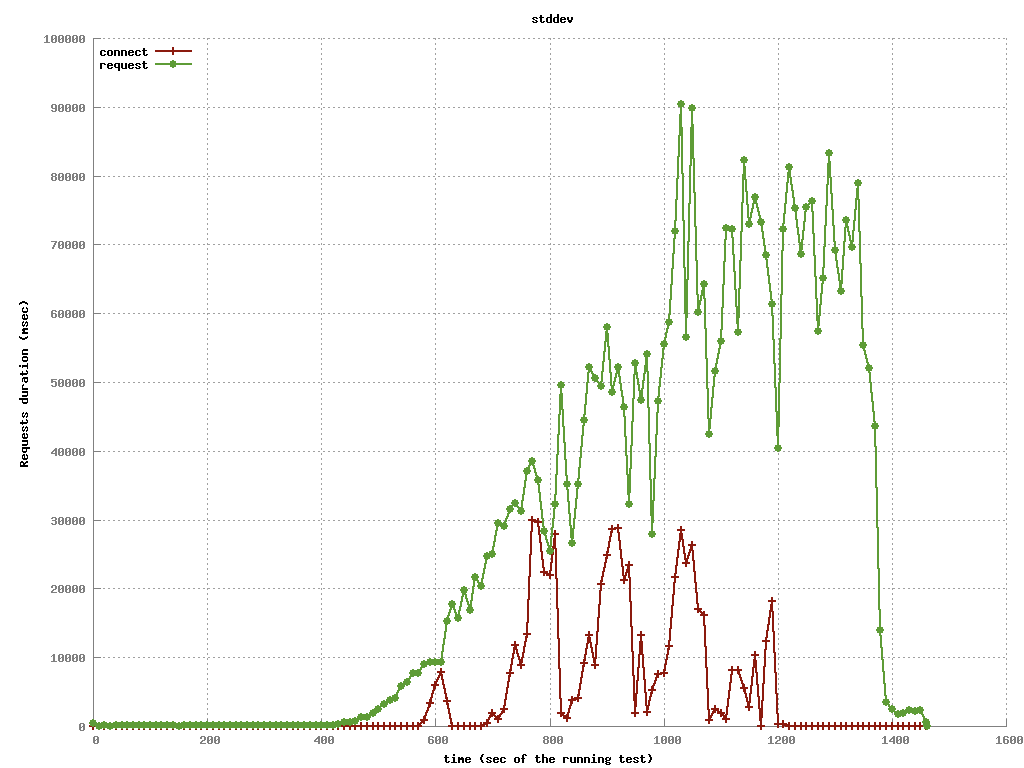 stddev
100000
connect
request
90000
80000
70000
60000
50000
40000
30000
20000
10000
0
Requests duration (msec)
0 200 400 600 800 1000 1200 1400 1600
time (sec of the running test)